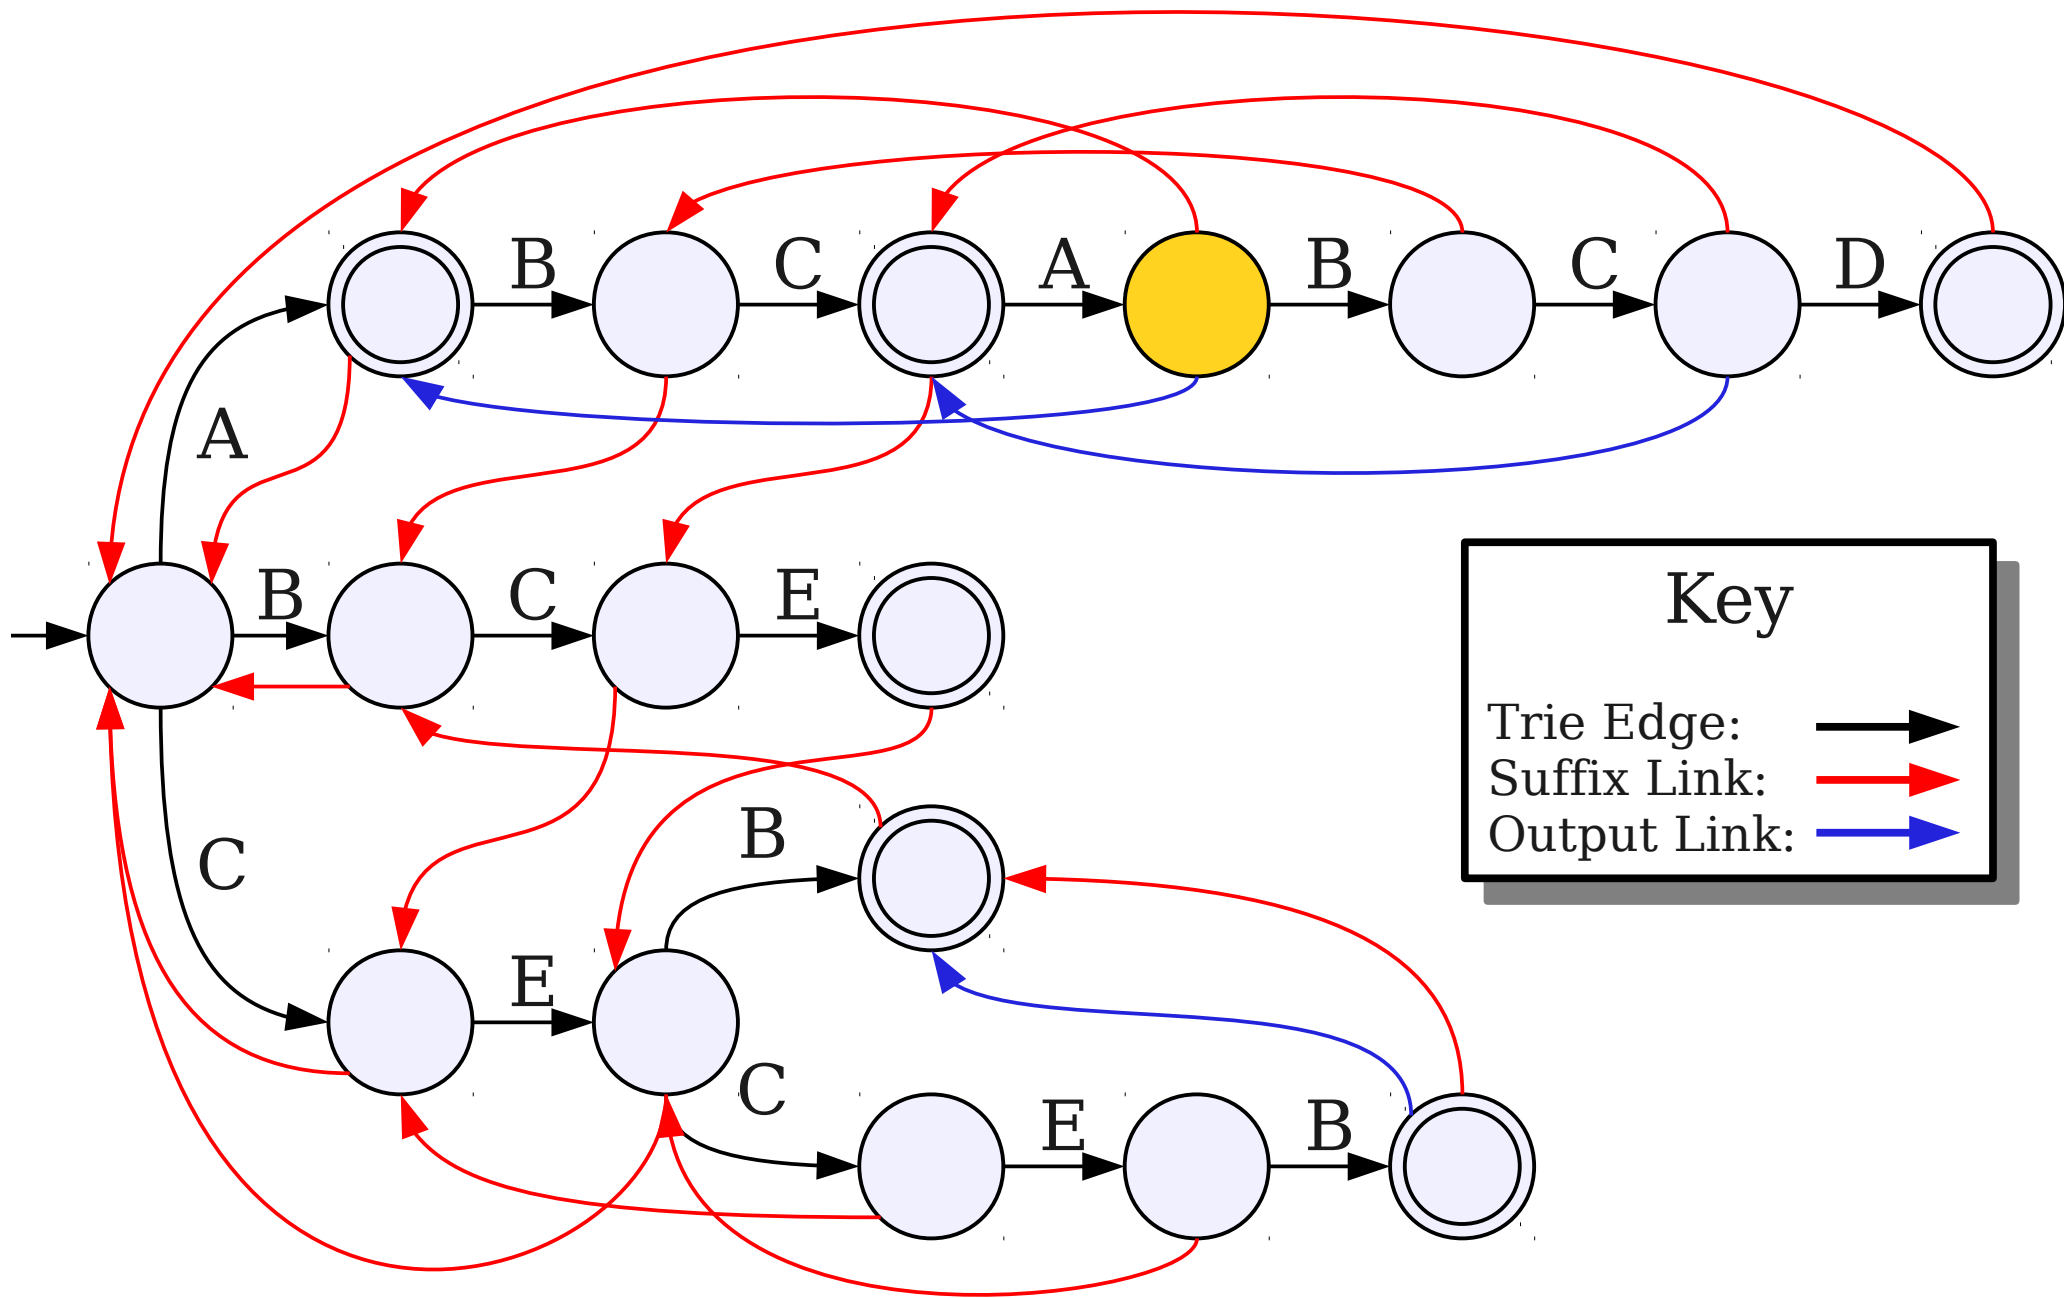 B C A B C D
A
B C E
Key
Trie Edge:
Suffix Link:
Output Link:
B
C
E
C
E B